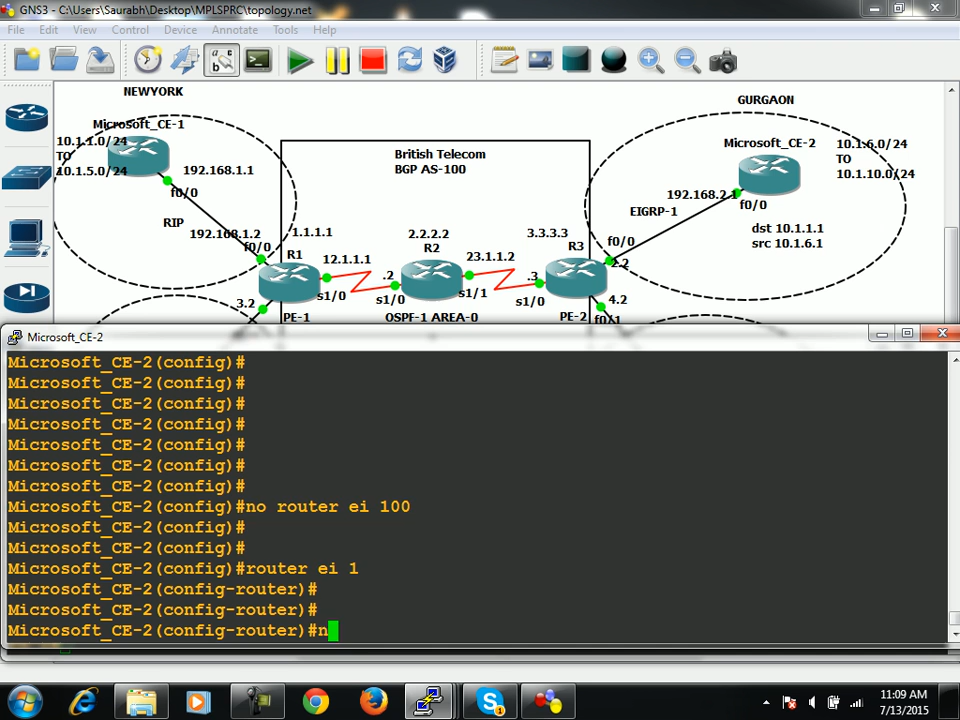 GNS3 - C:\Users\Saurabh\Desktop\MPLSPRC\topology.net
File Edit View Control Device Annotate Tools Help
NEWYORK
Microsoft_CE-1
10.1.1.0/24
TO
10.1.5.0/24
192.168.1.1
f0/0
RIP
192.168.1.2
f0/0
1.1.1.1
R1
12.1.1.1
s1/0
3.2
PE-1
British Telecom
BGP AS-100
2.2.2.2
R2
.2
s1/0
23.1.1.2
s1/1
OSPF-1 AREA-0
3.3.3.3
R3
.3
s1/0
PE-2
f0/0
2.2
4.2
f0/1
GURGAON
Microsoft_CE-2
10.1.6.0/24
TO
10.1.10.0/24
192.168.2.1
f0/0
EIGRP-1
dst 10.1.1.1
src 10.1.6.1
Microsoft_CE-2
Microsoft_CE-2(config)#
Microsoft_CE-2(config)#
Microsoft_CE-2(config)#
Microsoft_CE-2(config)#
Microsoft_CE-2(config)#
Microsoft_CE-2(config)#
Microsoft_CE-2(config)#
Microsoft_CE-2(config)#no router ei 100
Microsoft_CE-2(config)#
Microsoft_CE-2(config)#
Microsoft_CE-2(config)#router ei 1
Microsoft_CE-2(config-router)#
Microsoft_CE-2(config-router)#
Microsoft_CE-2(config-router)#n
11:09 AM
7/13/2015